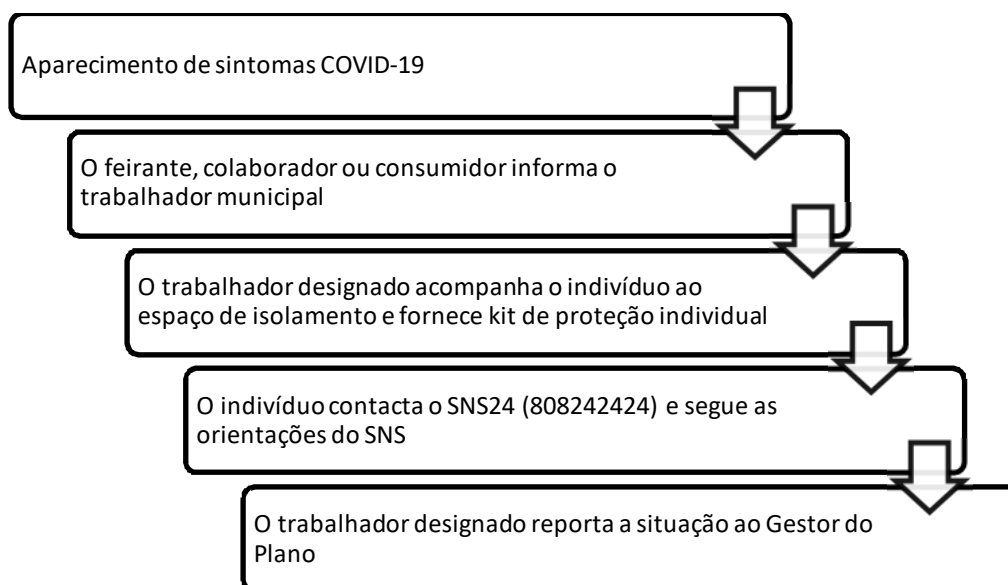 Aparecimento de sintomas COVID-19
O feirante, colaborador ou consumidor informa o
trabalhador municipal
O trabalhador designado acompanha o indivíduo ao
espaço de isolamento e fornece kit de proteção individual
O indivíduo contacta o SNS24 (808242424) e segue as
orientações do SNS
O trabalhador designado reporta a situação ao Gestor do
Plano